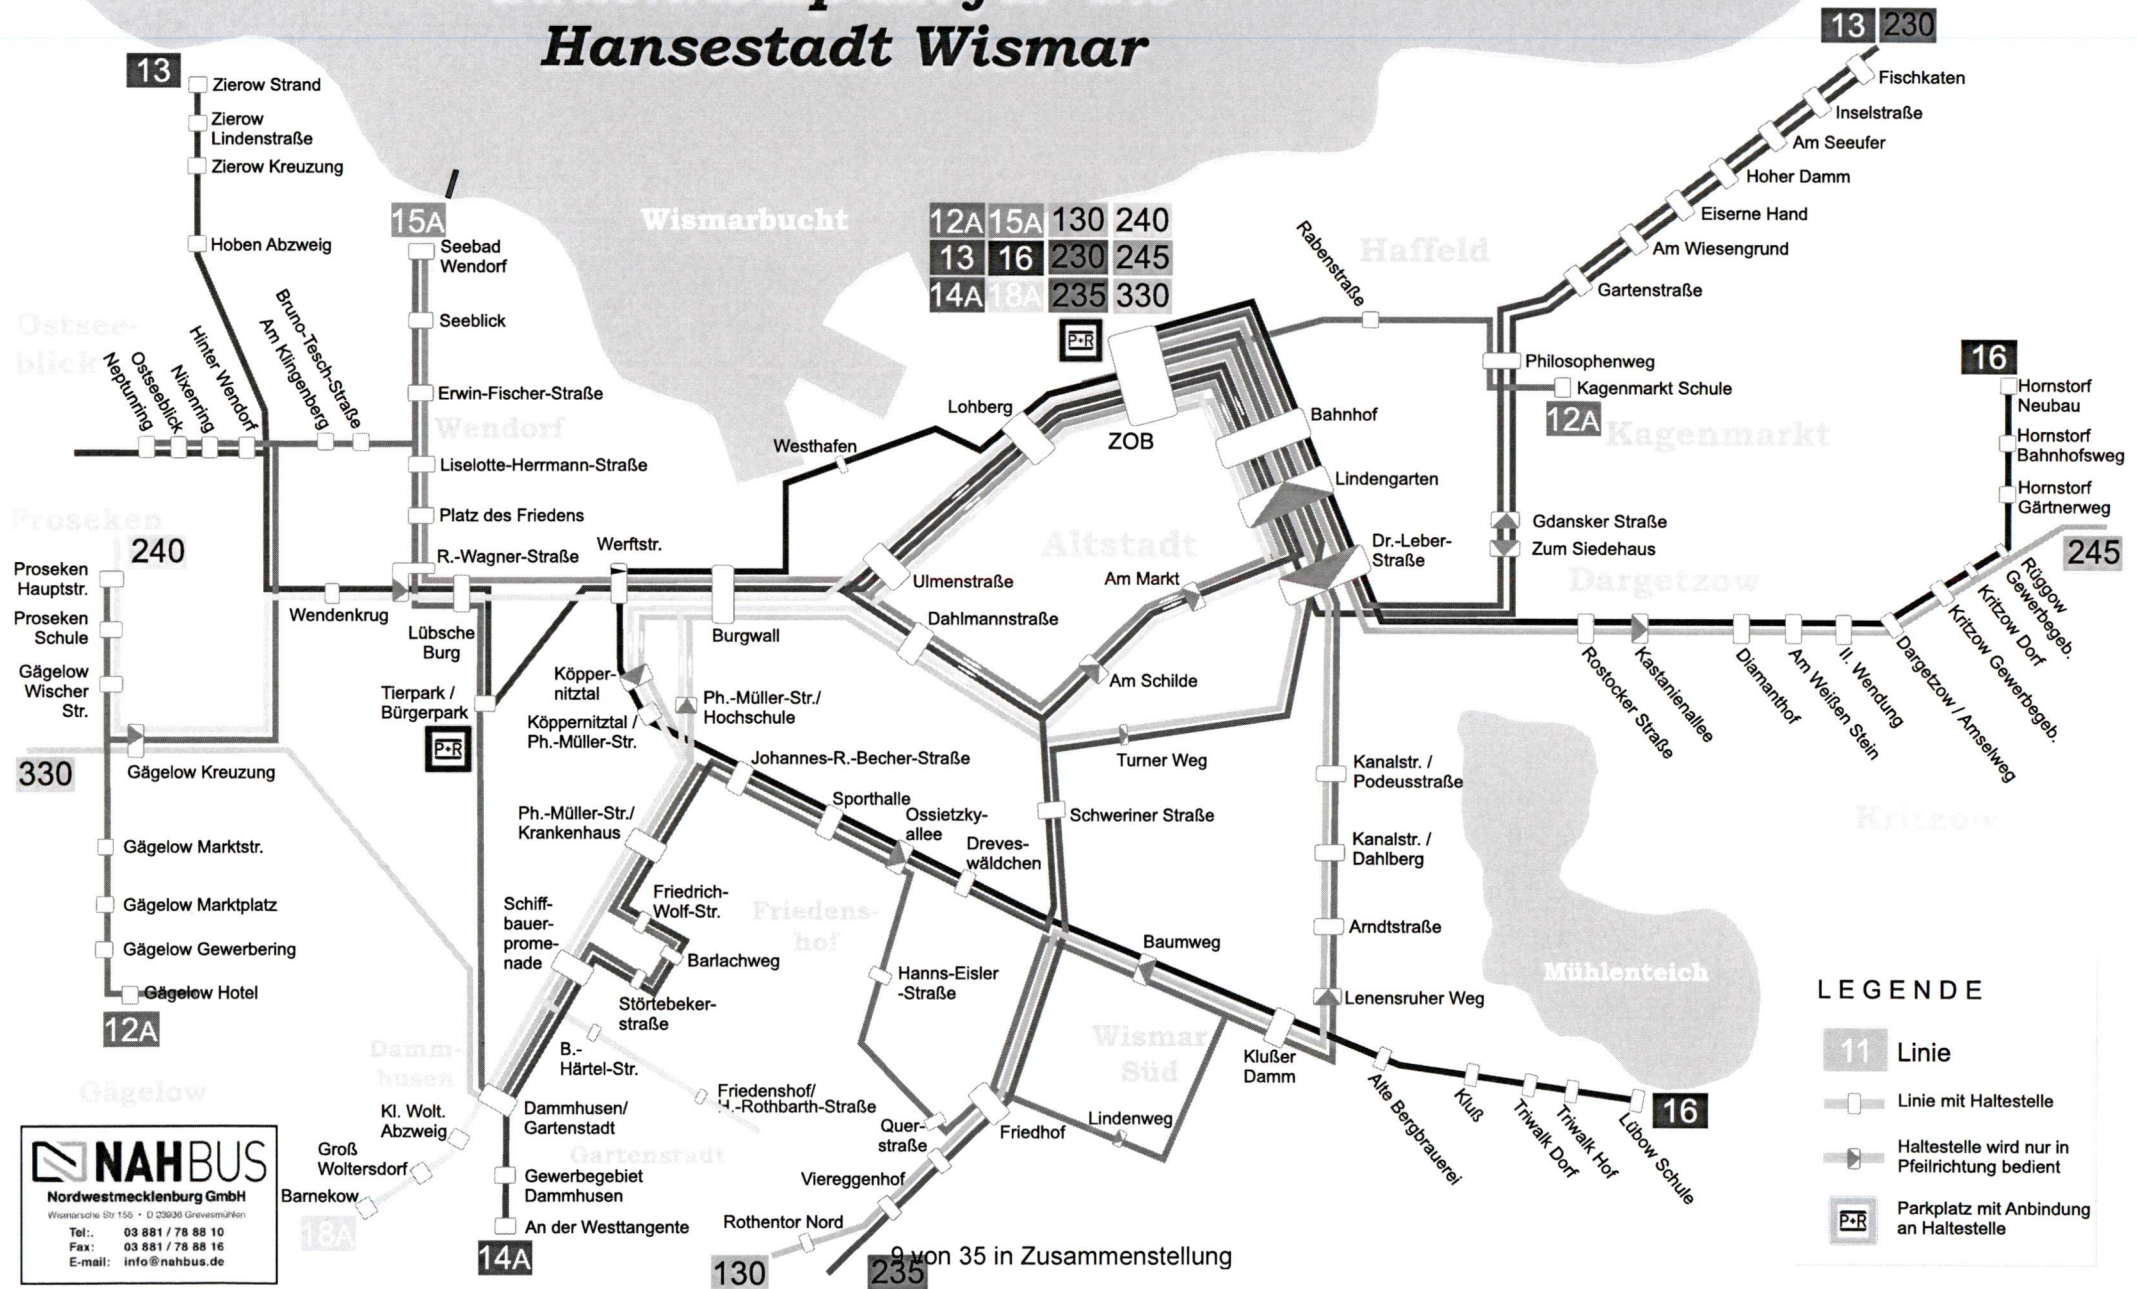 Hansestadt Wismar
13
Zierow Strand
Zierow
Lindenstraße
Zierow Kreuzung
Hoben Abzweig
15A
Seebad
Wendorf
Seeblick
Erwin-Fischer-Straße
Wendorf
Liselotte-Herrmann-Straße
Platz des Friedens
R.-Wagner-Straße
Ostsee-
blick
Neptunring
Ostseeblick
Nixenring
Hinter Wendorf
Am Klingenberg
Bruno-Tesch-Straße
Wismarbucht
12A 15A 130 240
13 16 230 245
14A 18A 235 330
P+R
ZOB
Haffeld
Rabenstraße
13 230
Fischkaten
Inselstraße
Am Seeufer
Hoher Damm
Eiserne Hand
Am Wiesengrund
Gartenstraße
Philosophenweg
Kagenmarkt Schule
12A
Kagenmarkt
16
Hornstorf
Neubau
Hornstorf
Bahnhofsweg
Hornstorf
Gärtnerweg
245
Gdansker Straße
Zum Siedehaus
Dargetzow
Lohberg
Westhafen
Bahnhof
Lindengarten
Dr.-Leber-
Straße
Altstadt
Am Markt
Ulmenstraße
Dahlmannstraße
Am Schilde
Werftstr.
Burgwall
Proseken
240
Proseken
Hauptstr.
Proseken
Schule
Gägelow
Wischer
Str.
330
Gägelow Kreuzung
Gägelow Marktstr.
Gägelow Marktplatz
Gägelow Gewerbering
Gägelow Hotel
12A
Gägelow
Wendenkrug
Lübsche
Burg
Tierpark /
Bürgerpark
P+R
Köpper-
nitztal
Köppernitztal /
Ph.-Müller-Str.
Ph.-Müller-Str./
Hochschule
Johannes-R.-Becher-Straße
Sporthalle
Ossietzky-
allee
Dreves-
wäldchen
Turner Weg
Schweriner Straße
Kanalstr. /
Podeusstraße
Kanalstr. /
Dahlberg
Arndtstraße
Lenensruher Weg
Rostocker Straße
Kastanienallee
Diamanthof
Am Weißen Stein
II. Wendung
Dargetzow / Amselweg
Kritzow Gewerbegeb.
Kritzow Dorf
Rüggow
Gewerbegeb.
Kritzow
Mühlenteich
Ph.-Müller-Str./
Krankenhaus
Friedrich-
Wolf-Str.
Schiff-
bauer-
prome-
nade
Barlachweg
Störtebeker-
straße
Friedens-
hof
Hanns-Eisler
-Straße
Baumweg
Wismar
Süd
Klußer
Damm
Lindenweg
Friedhof
Quer-
straße
Viereggenhof
Rothentor Nord
130
235
Alte Bergbrauerei
Kluß
Triwalk Dorf
Triwalk Hof
Lübow Schule
16
B.-
Härtel-Str.
Friedenshof/
H.-Rothbarth-Straße
Gartenstadt
Damm-
husen
Dammhusen/
Gartenstadt
Kl. Wolt.
Abzweig
Groß
Woltersdorf
Barnekow
18A
Gewerbegebiet
Dammhusen
An der Westtangente
14A
9 von 35 in Zusammenstellung
NAHBUS
Nordwestmecklenburg GmbH
Wismarsche Str 155 • D 23936 Grevesmühlen
Tel:. 03 881 / 78 88 10
Fax: 03 881 / 78 88 16
E-mail: info@nahbus.de
LEGENDE
11 Linie
Linie mit Haltestelle
Haltestelle wird nur in
Pfeilrichtung bedient
P+R
Parkplatz mit Anbindung
an Haltestelle